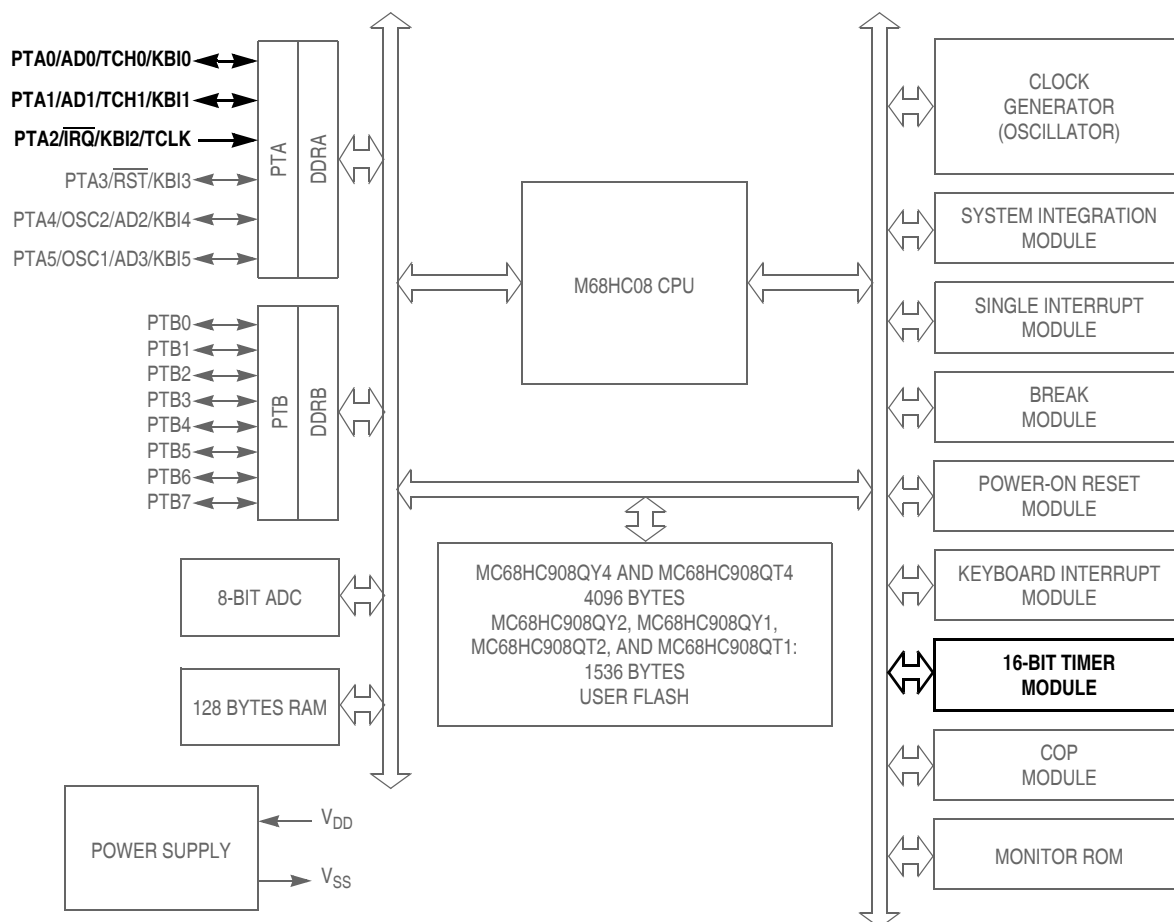 PTA0/AD0/TCH0/KBI0
PTA1/AD1/TCH1/KBI1
PTA2/IRQ/KBI2/TCLK
PTA3/RST/KBI3
PTA4/OSC2/AD2/KBI4
PTA5/OSC1/AD3/KBI5
PTA
DDRA
PTB0
PTB1
PTB2
PTB3
PTB4
PTB5
PTB6
PTB7
PTB
DDRB
8-BIT ADC
128 BYTES RAM
POWER SUPPLY
VDD
VSS
M68HC08 CPU
MC68HC908QY4 AND MC68HC908QT4
4096 BYTES
MC68HC908QY2, MC68HC908QY1,
MC68HC908QT2, AND MC68HC908QT1:
1536 BYTES
USER FLASH
CLOCK
GENERATOR
(OSCILLATOR)
SYSTEM INTEGRATION
MODULE
SINGLE INTERRUPT
MODULE
BREAK
MODULE
POWER-ON RESET
MODULE
KEYBOARD INTERRUPT
MODULE
16-BIT TIMER
MODULE
COP
MODULE
MONITOR ROM